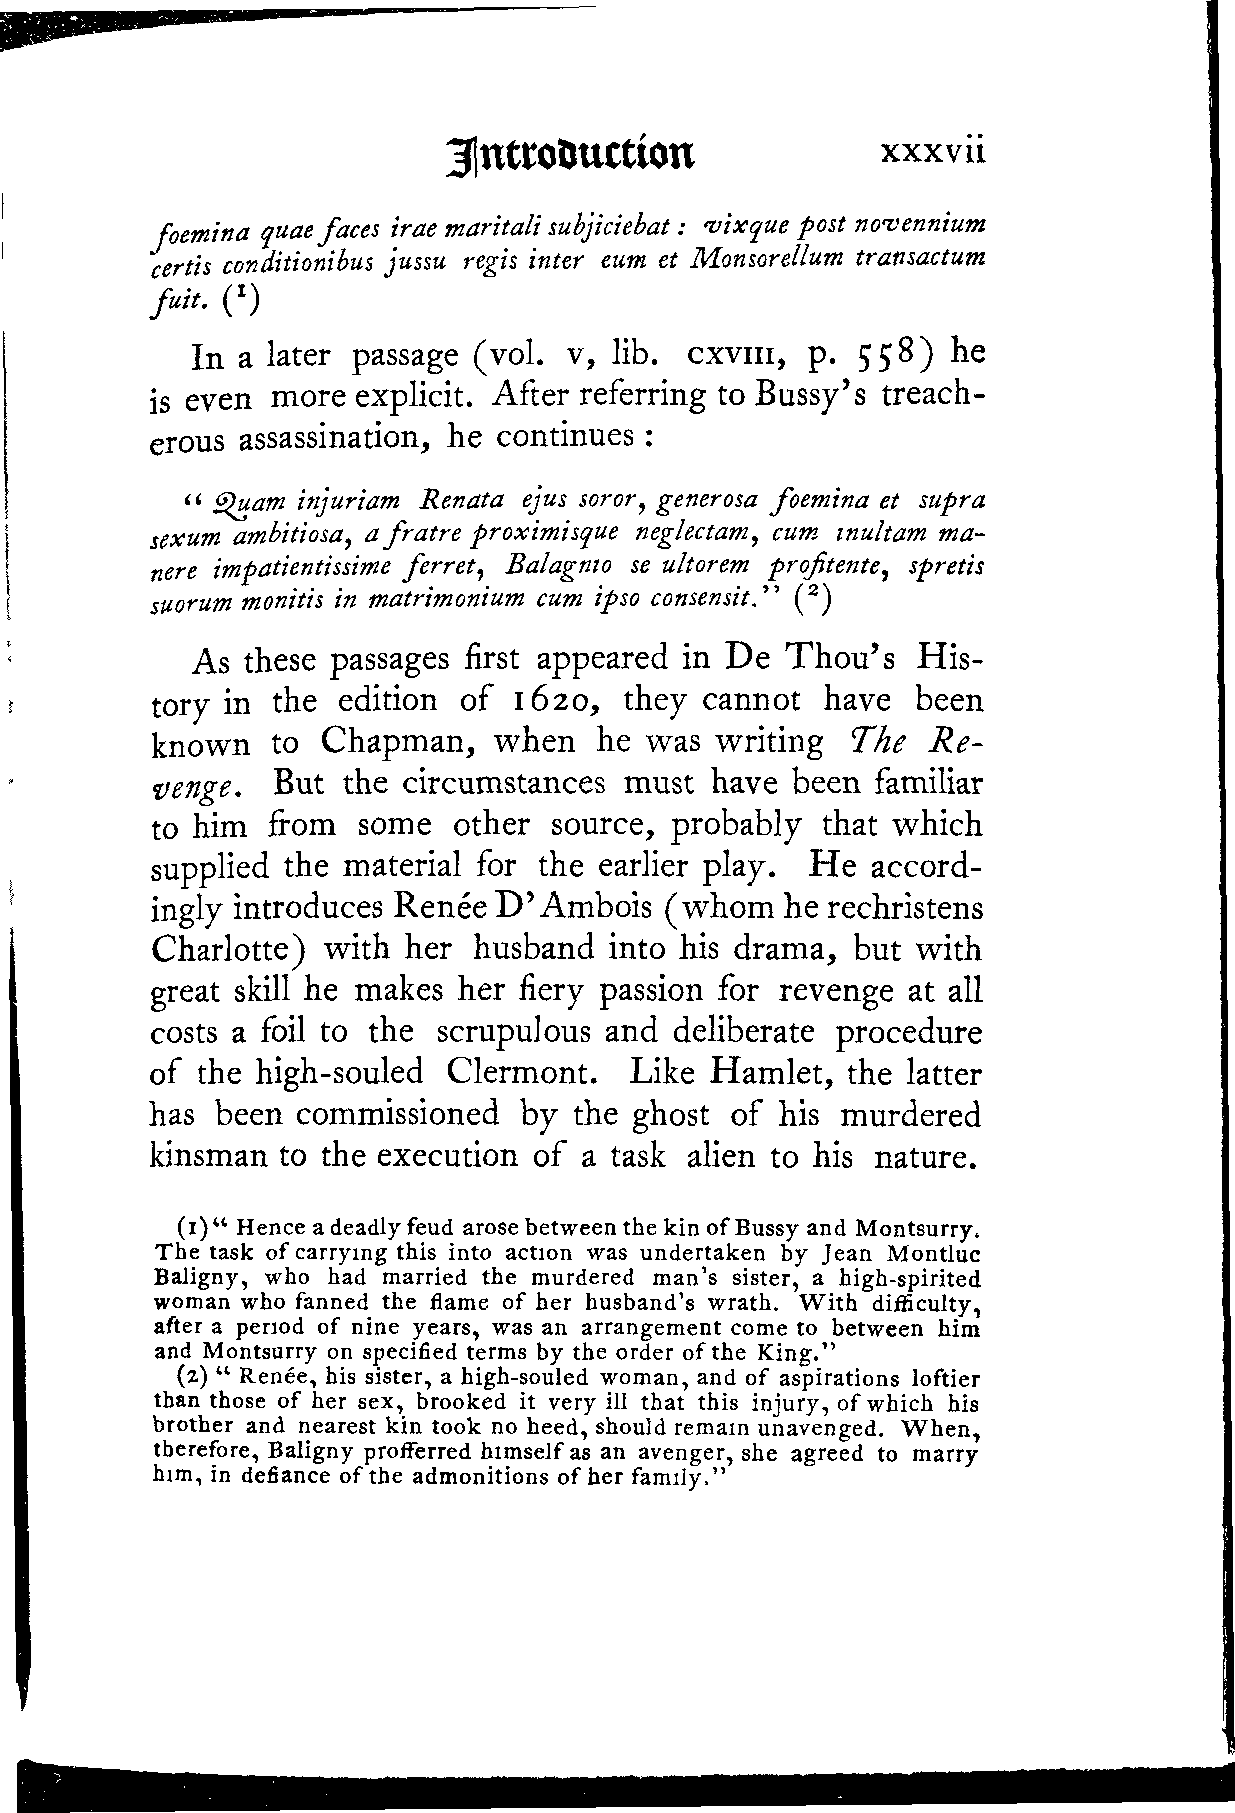 Introduction xxxvii
foemina quae faces irae maritali subjiciebat : vixque post novennium
certis conditionibus jussu regis inter eum et Monsorellum transactum
fuit. (1)
In a later passage (vol. v, lib. CXVIII, p. 558) he
is even more explicit. After referring to Bussy's treach-
erous assassination, he continues :
“ Quam injuriam Renata ejus soror, generosa foemina et supra
sexum ambitiosa, a fratre proximisque neglectam, cum inultam ma-
nere impatientissime ferret, Balagnio se ultorem profitente, spretis
suorum monitis in matrimonium cum ipso consensit.” (2)
As these passages first appeared in De Thou's His-
tory in the edition of 1620, they cannot have been
known to Chapman, when he was writing The Re-
venge. But the circumstances must have been familiar
to him from some other source, probably that which
supplied the material for the earlier play. He accord-
ingly introduces Renée D'Ambois (whom he rechristens
Charlotte) with her husband into his drama, but with
great skill he makes her fiery passion for revenge at all
costs a foil to the scrupulous and deliberate procedure
of the high-souled Clermont. Like Hamlet, the latter
has been commissioned by the ghost of his murdered
kinsman to the execution of a task alien to his nature.
(1) “ Hence a deadly feud arose between the kin of Bussy and Montsurry.
The task of carrying this into action was undertaken by Jean Montluc
Baligny, who had married the murdered man's sister, a high-spirited
woman who fanned the flame of her husband's wrath. With difficulty,
after a period of nine years, was an arrangement come to between him
and Montsurry on specified terms by the order of the King.”
(2) “ Renée, his sister, a high-souled woman, and of aspirations loftier
than those of her sex, brooked it very ill that this injury, of which his
brother and nearest kin took no heed, should remain unavenged. When,
therefore, Baligny profferred himself as an avenger, she agreed to marry
him, in defiance of the admonitions of her family.”